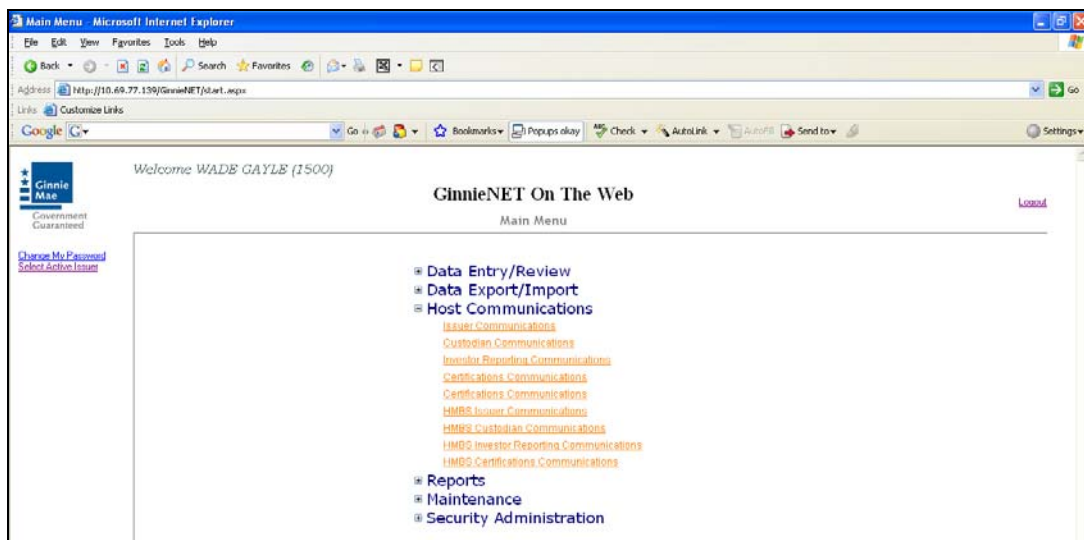 Main Menu - Microsoft Internet Explorer
File Edit View Favorites Tools Help
Back Search Favorites
Address http://10.69.77.139/GinnieNET/start.aspx Go
Links Customize Links
Google Go Bookmarks Popups okay Check AutoLink AutoFill Send to Settings
Welcome WADE GAYLE (1500)
Ginnie
Mae
Government
Guaranteed
GinnieNET On The Web
Logout
Main Menu
Change My Password
Select Active Issuer
Data Entry/Review
Data Export/Import
Host Communications
Issuer Communications
Custodian Communications
Investor Reporting Communications
Certifications Communications
Certifications Communications
HMBS Issuer Communications
HMBS Custodian Communications
HMBS Investor Reporting Communications
HMBS Certifications Communications
Reports
Maintenance
Security Administration